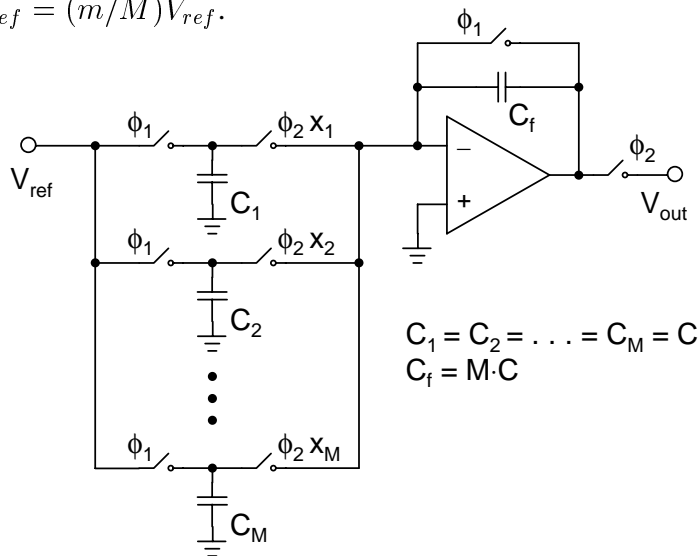 ref = (m/M)V_ref.
ϕ₁
C_f
ϕ₁ ϕ₂ x₁
− ϕ₂
V_ref
C₁
+
V_out
ϕ₁ ϕ₂ x₂
C₂
C₁ = C₂ = . . . = C_M = C
C_f = M·C
ϕ₁ ϕ₂ x_M
C_M